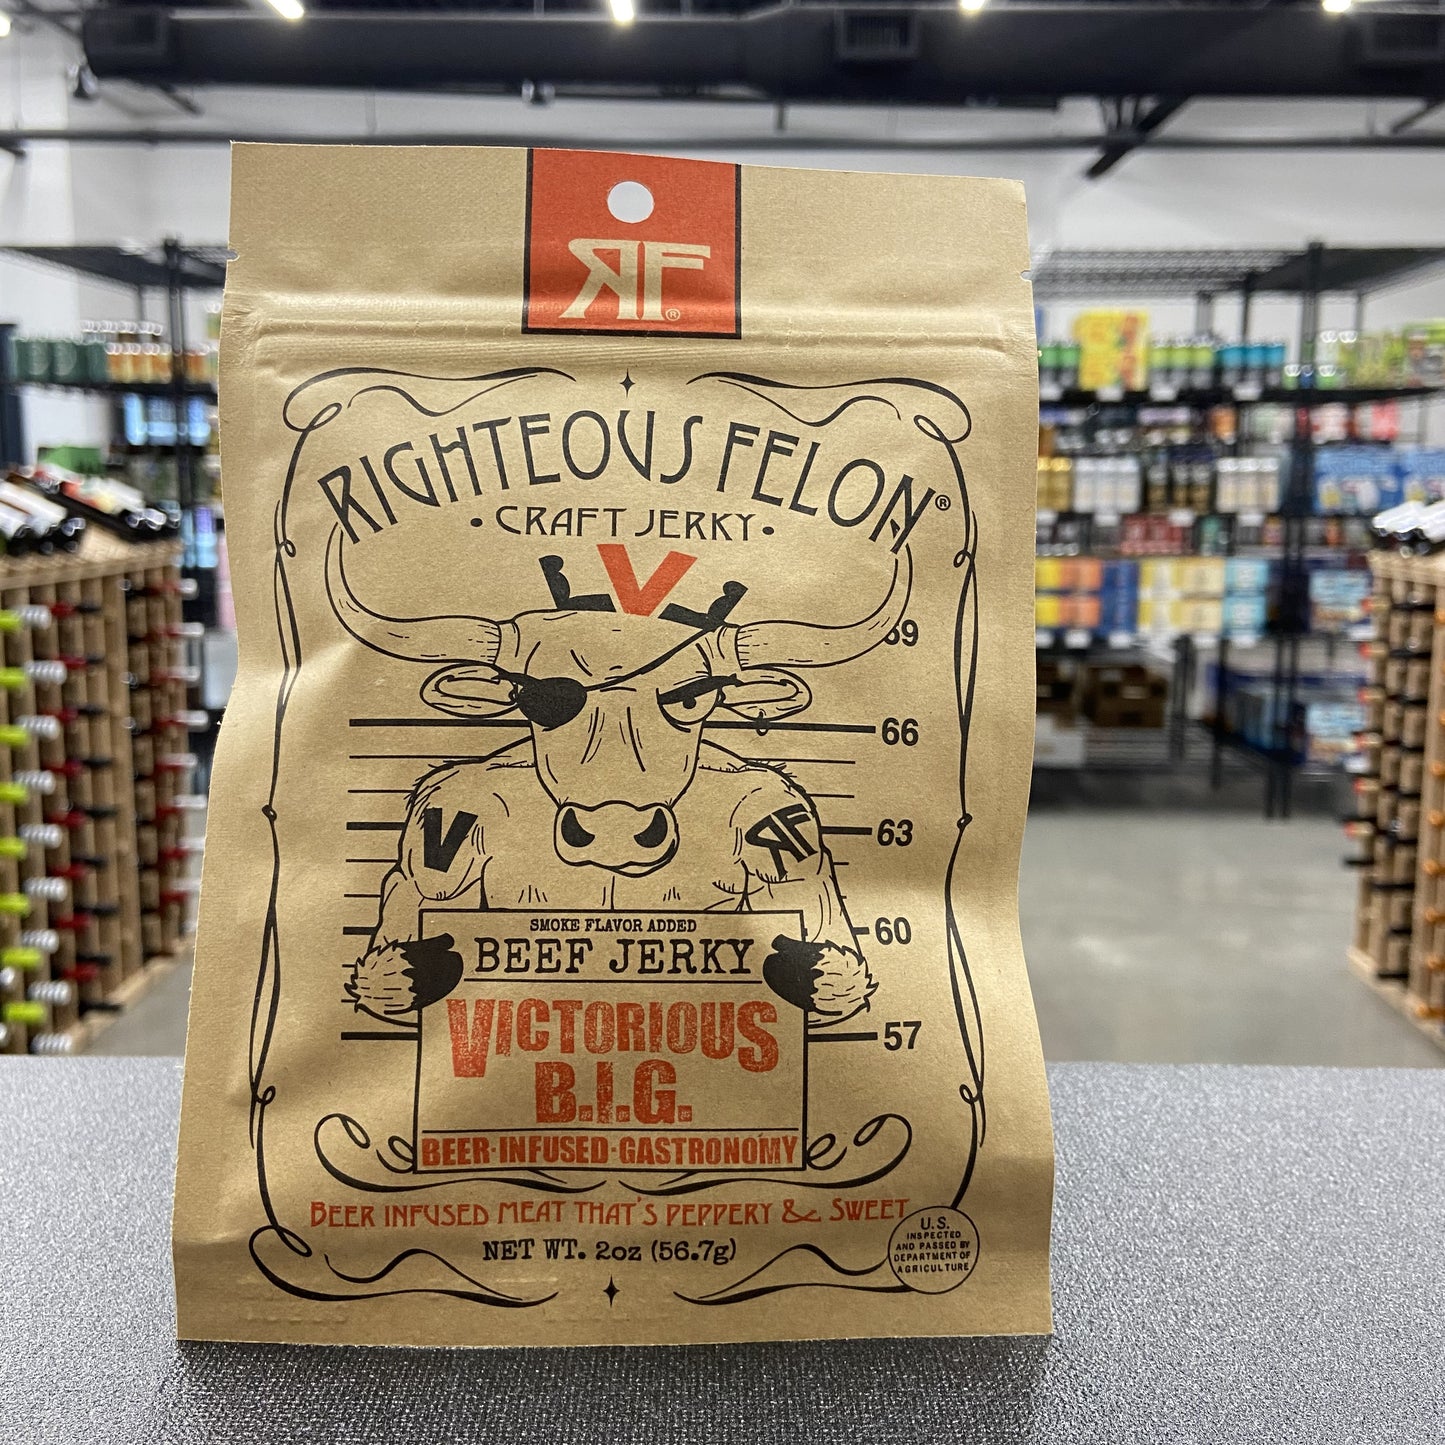 RF®
RIGHTEOUS FELON®
• CRAFT JERKY •
V
69
66
63
60
57
V
RF
SMOKE FLAVOR ADDED
BEEF JERKY
VICTORIOUS
B.I.G.
BEER·INFUSED·GASTRONOMY
BEER INFUSED MEAT THAT'S PEPPERY & SWEET
NET WT. 2oz (56.7g)
U.S.
INSPECTED
AND PASSED BY
DEPARTMENT OF
AGRICULTURE